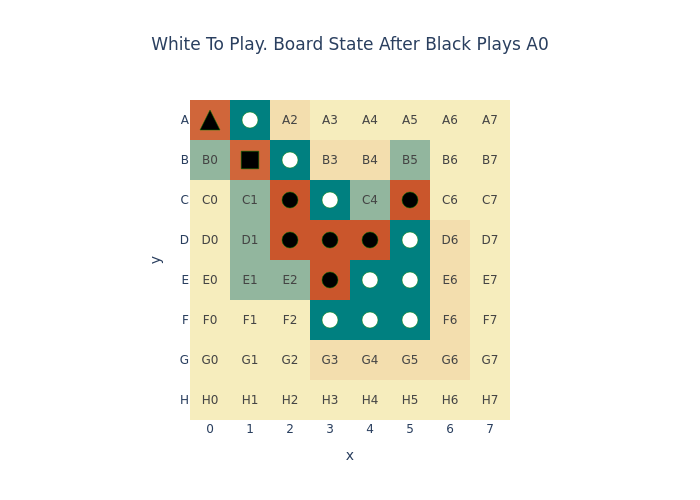 White To Play. Board State After Black Plays A0
A A2 A3 A4 A5 A6 A7
B B0 B3 B4 B5 B6 B7
C C0 C1 C4 C6 C7
D D0 D1 D6 D7
E E0 E1 E2 E6 E7
F F0 F1 F2 F6 F7
G G0 G1 G2 G3 G4 G5 G6 G7
H H0 H1 H2 H3 H4 H5 H6 H7
0 1 2 3 4 5 6 7
x
y